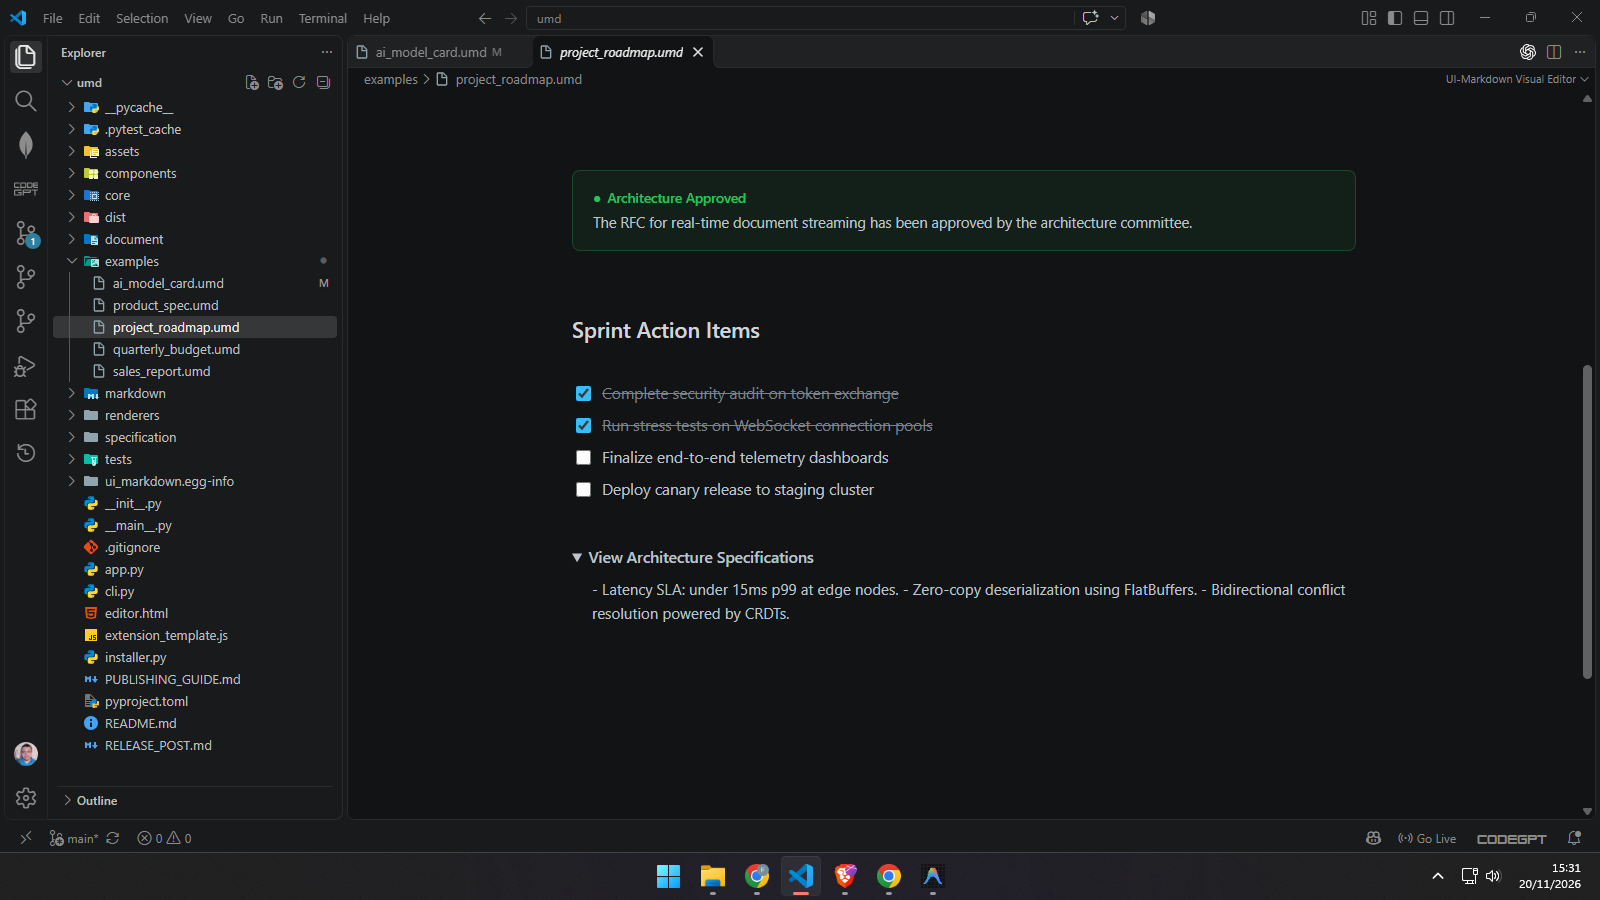 File Edit Selection View Go Run Terminal Help
umd
Explorer
umd
__pycache__
.pytest_cache
assets
components
core
dist
document
examples
ai_model_card.umd M
product_spec.umd
project_roadmap.umd
quarterly_budget.umd
sales_report.umd
markdown
renderers
specification
tests
ui_markdown.egg-info
__init__.py
__main__.py
.gitignore
app.py
cli.py
editor.html
extension_template.js
installer.py
PUBLISHING_GUIDE.md
pyproject.toml
README.md
RELEASE_POST.md
Outline
CODE
GPT
1
ai_model_card.umd M
project_roadmap.umd
examples > project_roadmap.umd
UI-Markdown Visual Editor
● Architecture Approved
The RFC for real-time document streaming has been approved by the architecture committee.
Sprint Action Items
Complete security audit on token exchange
Run stress tests on WebSocket connection pools
Finalize end-to-end telemetry dashboards
Deploy canary release to staging cluster
▼ View Architecture Specifications
- Latency SLA: under 15ms p99 at edge nodes. - Zero-copy deserialization using FlatBuffers. - Bidirectional conflict
resolution powered by CRDTs.
main* 0 0
Go Live CODEGPT
15:31
20/11/2026